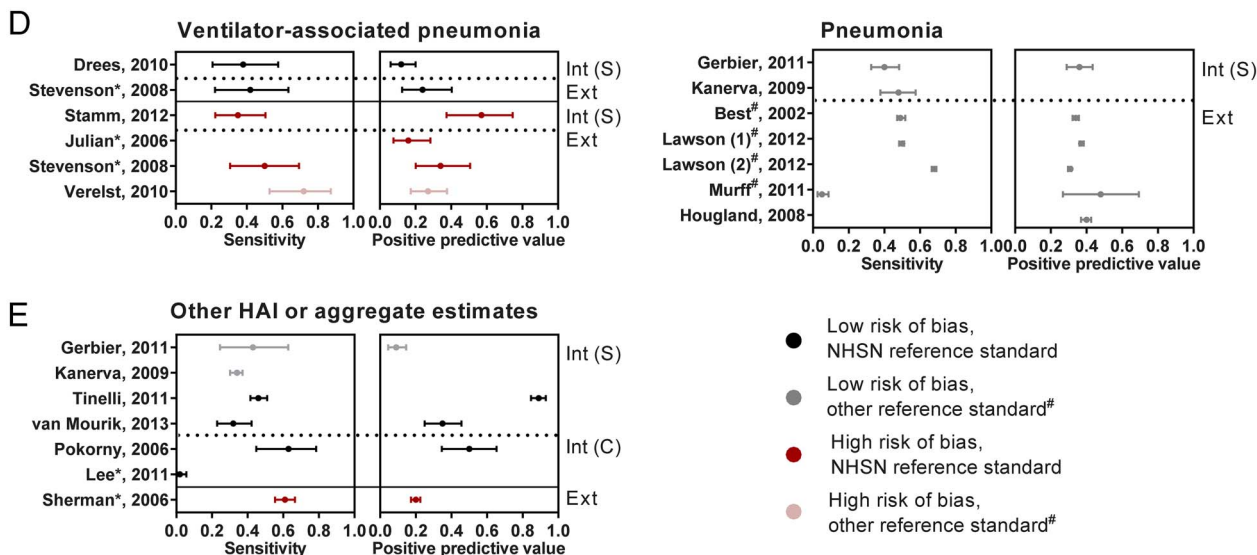 D
Ventilator-associated pneumonia
Drees, 2010
Int (S)
Stevenson*, 2008
Ext
Stamm, 2012
Int (S)
Julian*, 2006
Ext
Stevenson*, 2008
Verelst, 2010
0.0 0.2 0.4 0.6 0.8 1.0
0.0 0.2 0.4 0.6 0.8 1.0
Sensitivity
Positive predictive value
Pneumonia
Gerbier, 2011
Int (S)
Kanerva, 2009
Best#, 2002
Ext
Lawson (1)#, 2012
Lawson (2)#, 2012
Murff#, 2011
Hougland, 2008
0.0 0.2 0.4 0.6 0.8 1.0
0.0 0.2 0.4 0.6 0.8 1.0
Sensitivity
Positive predictive value
E
Other HAI or aggregate estimates
Gerbier, 2011
Int (S)
Kanerva, 2009
Tinelli, 2011
van Mourik, 2013
Pokorny, 2006
Int (C)
Lee*, 2011
Sherman*, 2006
Ext
0.0 0.2 0.4 0.6 0.8 1.0
0.0 0.2 0.4 0.6 0.8 1.0
Sensitivity
Positive predictive value
Low risk of bias,
NHSN reference standard
Low risk of bias,
other reference standard#
High risk of bias,
NHSN reference standard
High risk of bias,
other reference standard#